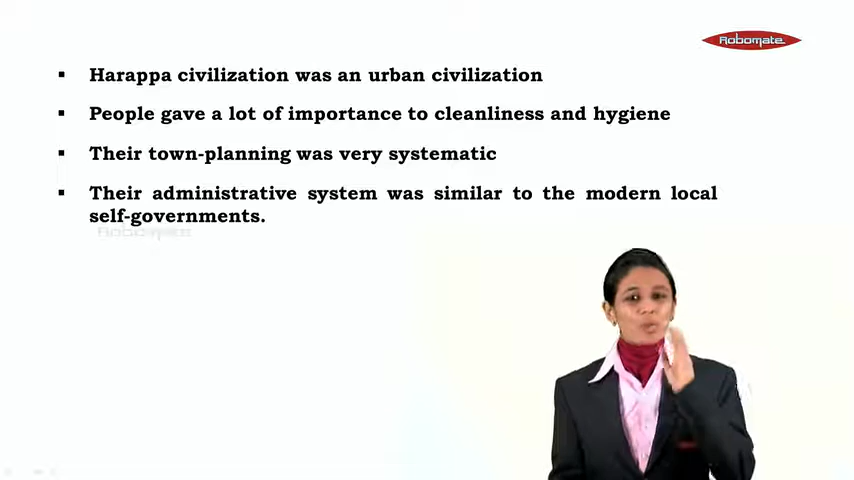 Robomate
▪ Harappa civilization was an urban civilization
▪ People gave a lot of importance to cleanliness and hygiene
▪ Their town-planning was very systematic
▪ Their administrative system was similar to the modern local
self-governments.
Robomate